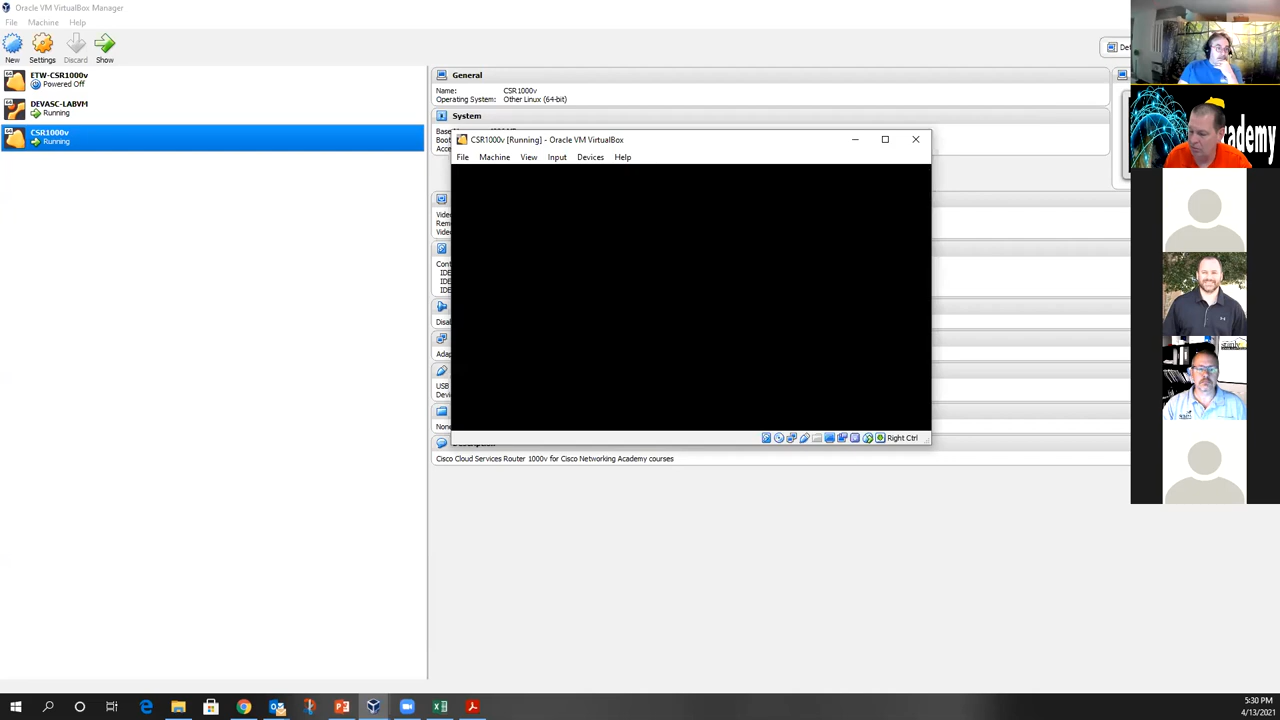 Oracle VM VirtualBox Manager
File Machine Help
New Settings Discard Show
ETW-CSR1000v
Powered Off
DEVASC-LABVM
Running
CSR1000v
Running
General
Name: CSR1000v
Operating System: Other Linux (64-bit)
System
Boot
CSR1000v [Running] - Oracle VM VirtualBox
File Machine View Input Devices Help
Right Ctrl
Cisco Cloud Services Router 1000v for Cisco Networking Academy courses
ademy
5:30 PM
4/13/2021